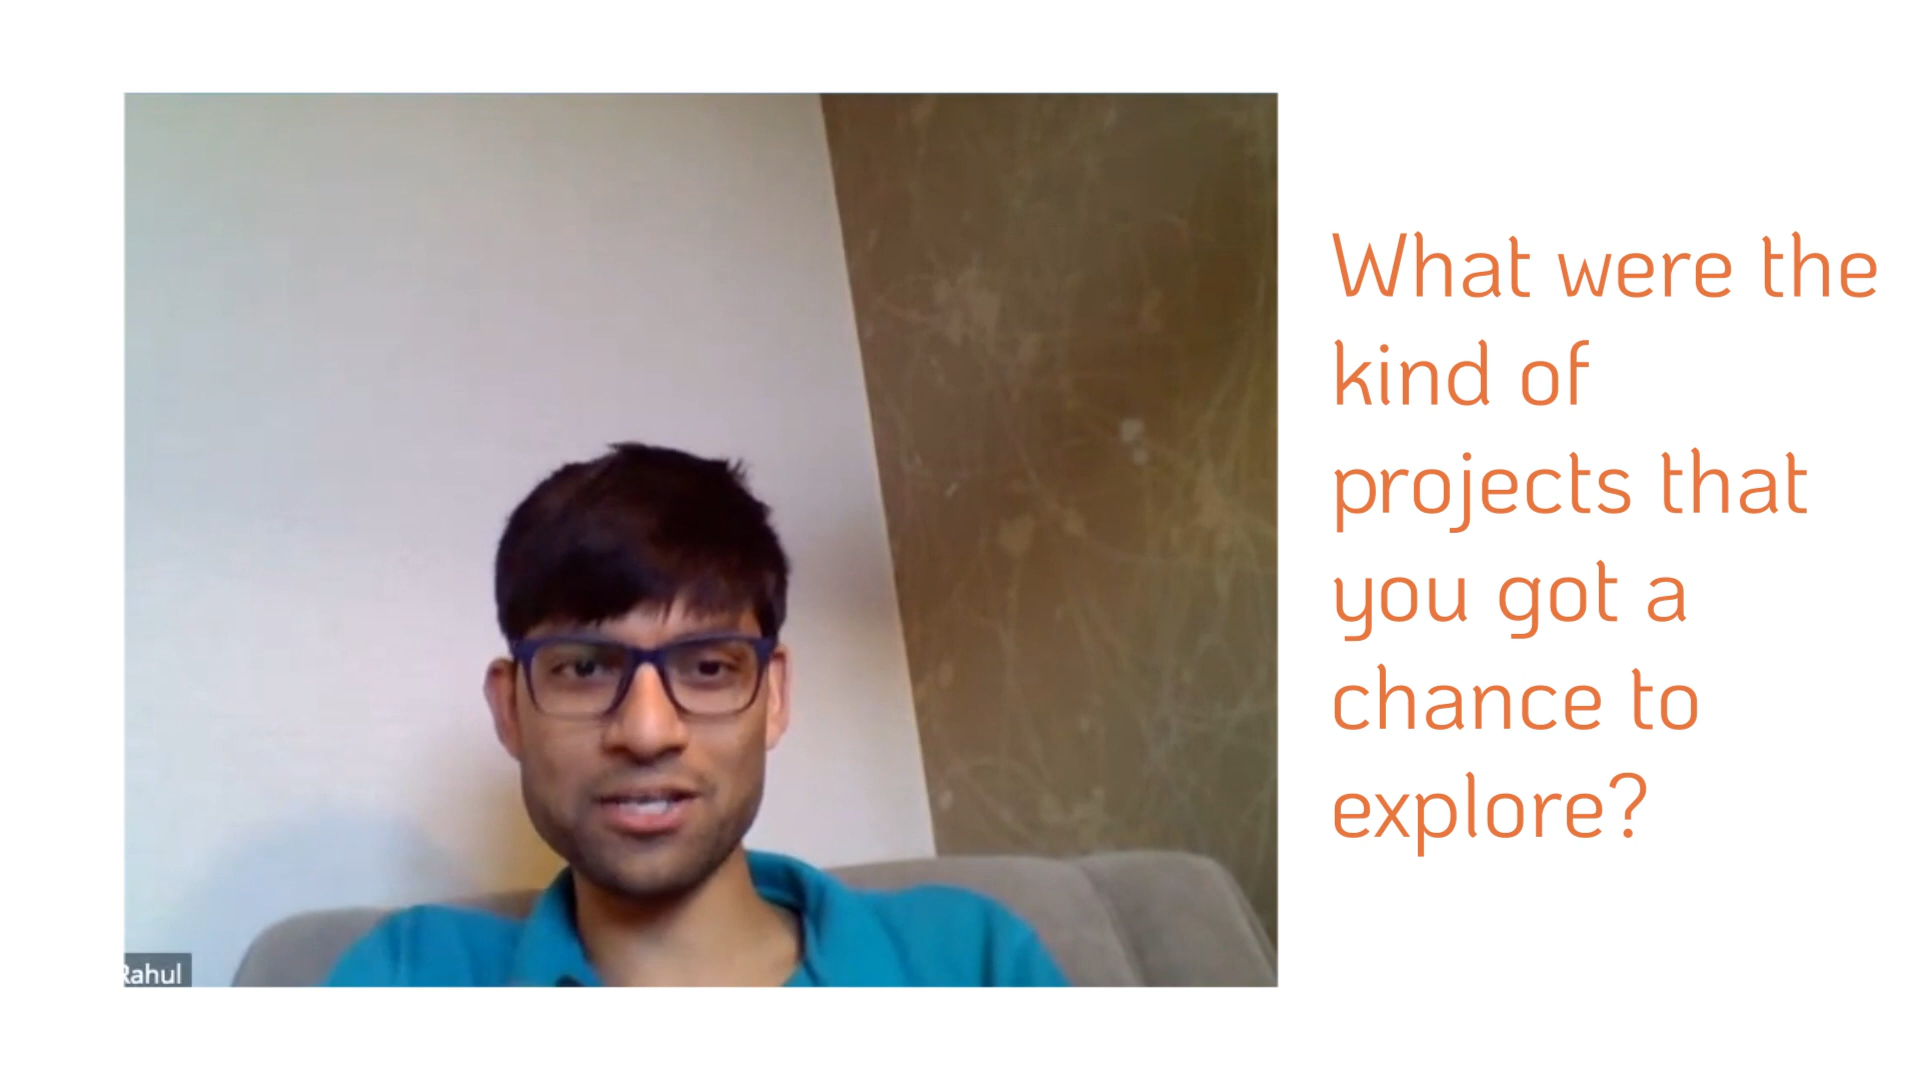 What were the
kind of
projects that
you got a
chance to
explore?
Rahul